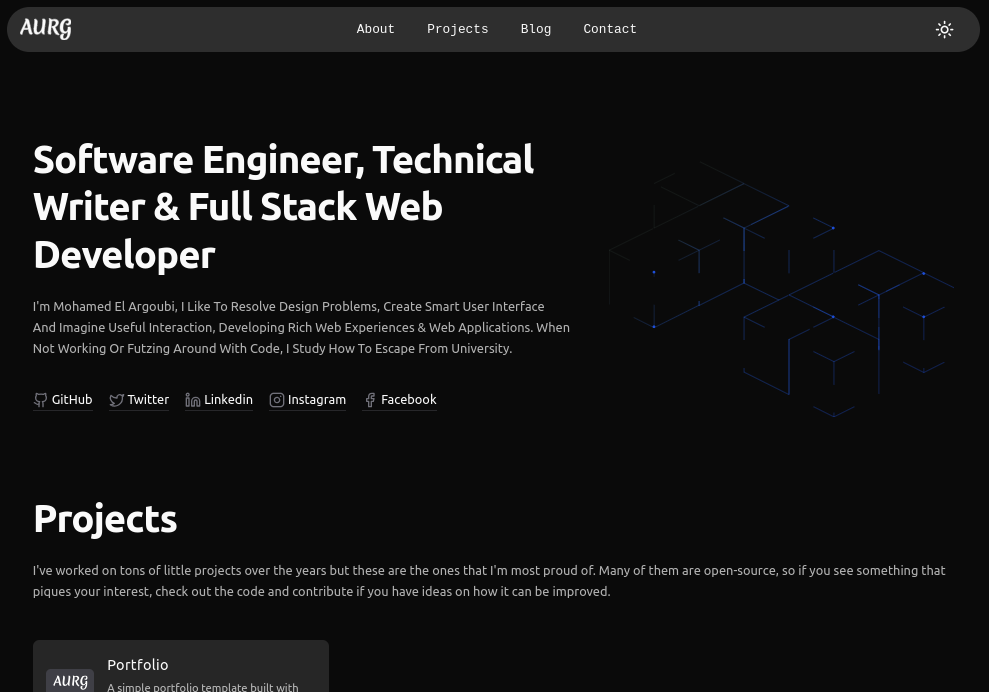 AURG
About Projects Blog Contact
Software Engineer, Technical
Writer & Full Stack Web
Developer
I'm Mohamed El Argoubi, I Like To Resolve Design Problems, Create Smart User Interface
And Imagine Useful Interaction, Developing Rich Web Experiences & Web Applications. When
Not Working Or Futzing Around With Code, I Study How To Escape From University.
GitHub Twitter Linkedin Instagram Facebook
Projects
I've worked on tons of little projects over the years but these are the ones that I'm most proud of. Many of them are open-source, so if you see something that
piques your interest, check out the code and contribute if you have ideas on how it can be improved.
Portfolio
AURG
A simple portfolio template built with